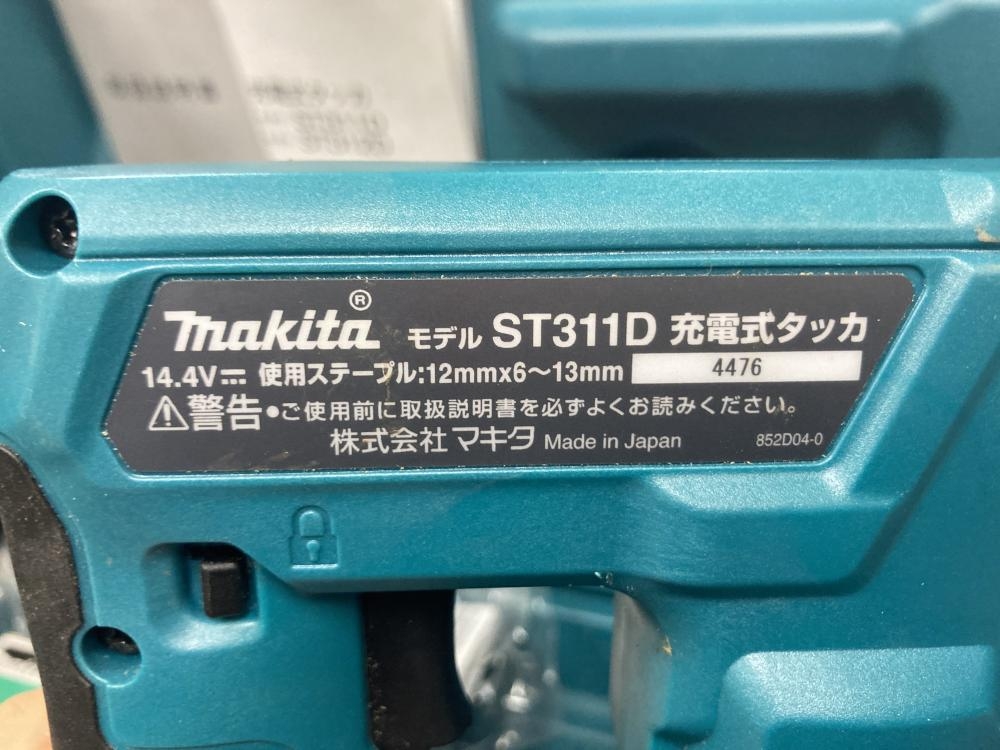 makita® モデル ST311D 充電式タッカ
14.4V⎓ 使用ステープル:12mmx6～13mm 4476
⚠警告●ご使用前に取扱説明書を必ずよくお読みください。
株式会社 マキタ Made in Japan 852D04-0